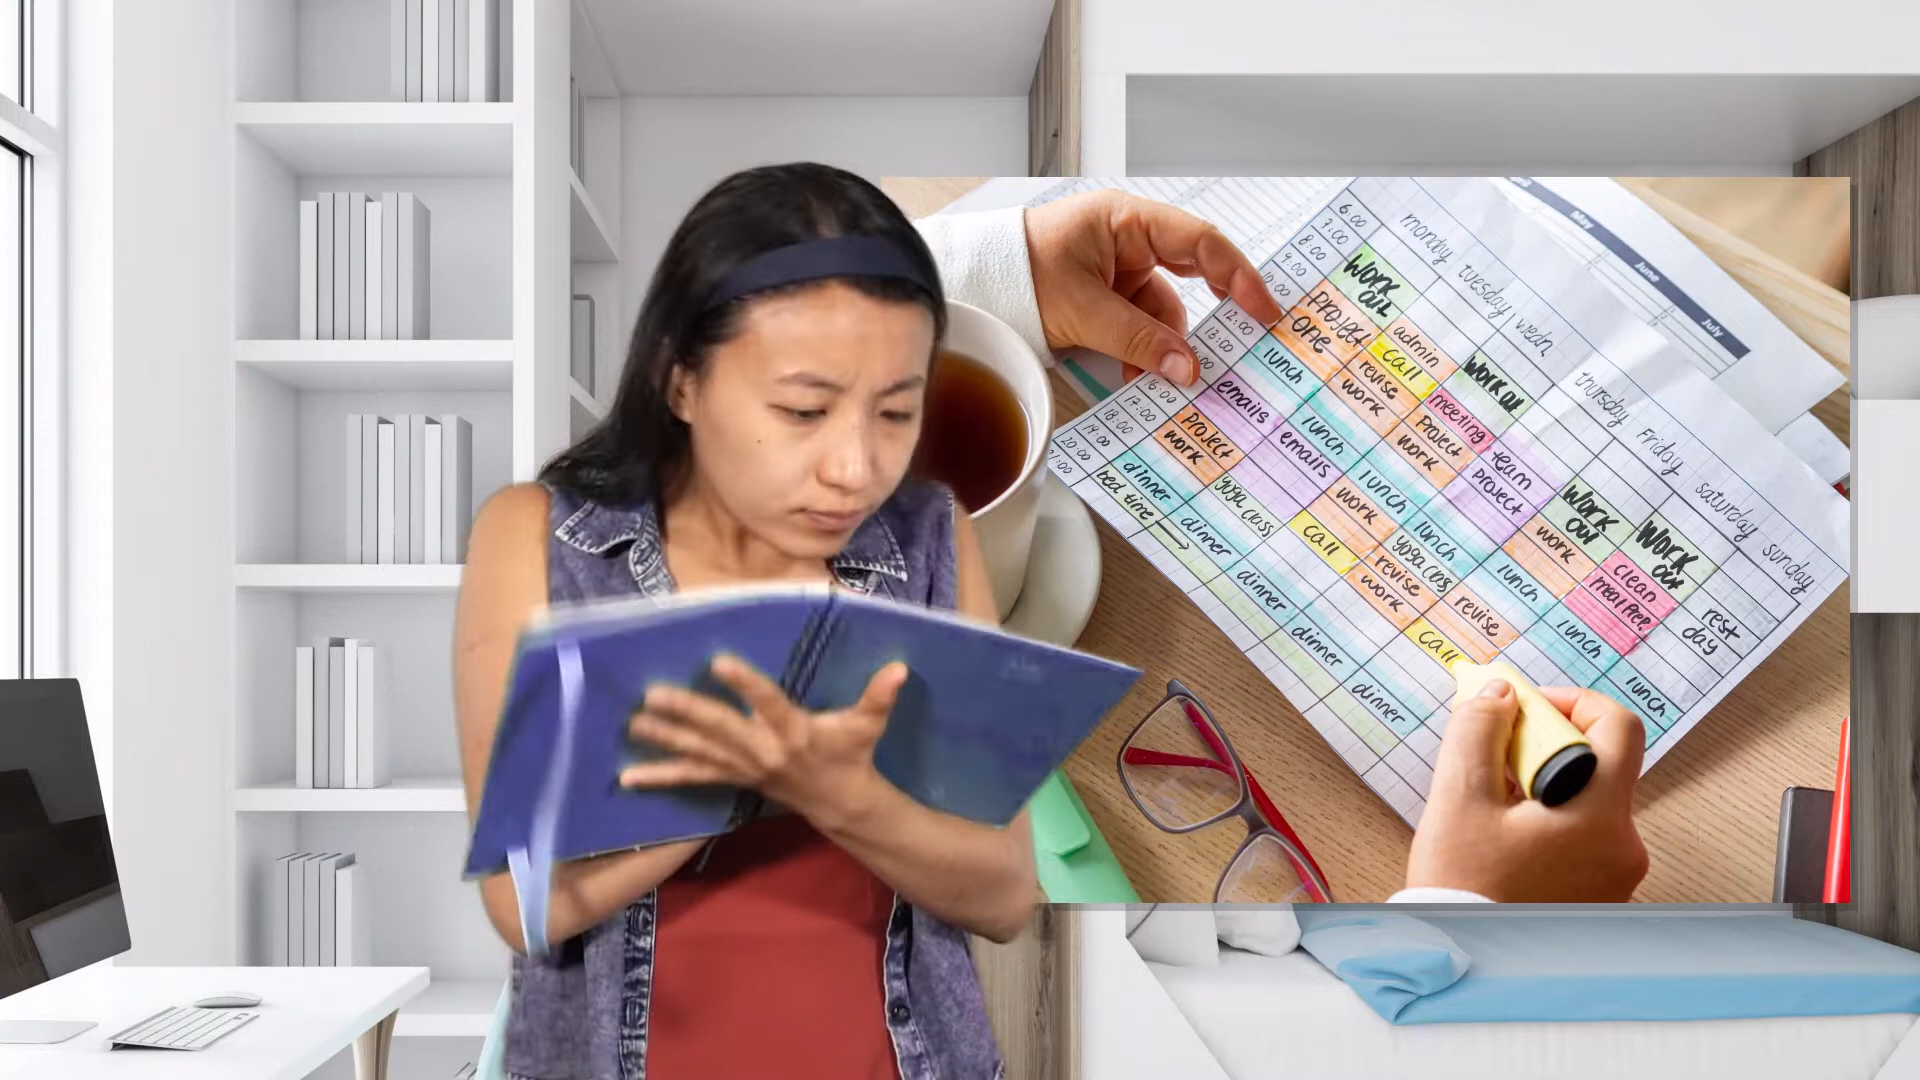 May
June
July
monday
tuesday
thursday
Friday
saturday
sunday
6:00
7:00
8:00
9:00
10:00
12:00
13:00
16:00
17:00
18:00
19:00
20:00
WORK
OUT
Project
one
lunch
emails
Project
work
dinner
bed time
admin
call
revise
work
lunch
emails
yoga class
dinner
WORK OUT
meeting
Project
work
lunch
work
call
dinner
team
project
lunch
yoga class
revise
work
dinner
WORK
OUT
work
lunch
revise
call
dinner
WORK
OUT
clean
meal Prep.
lunch
rest
day
lunch